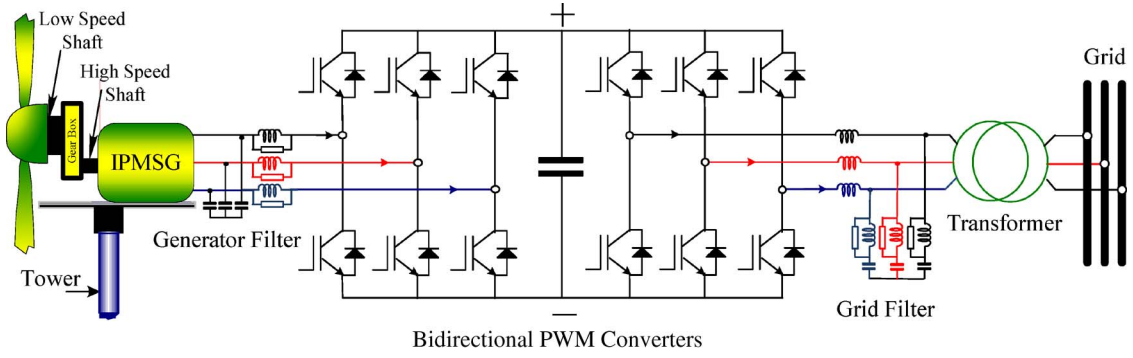 Low Speed
Shaft
High Speed
Shaft
Gear Box
IPMSG
Generator Filter
Tower
+
−
Bidirectional PWM Converters
Grid
Transformer
Grid Filter